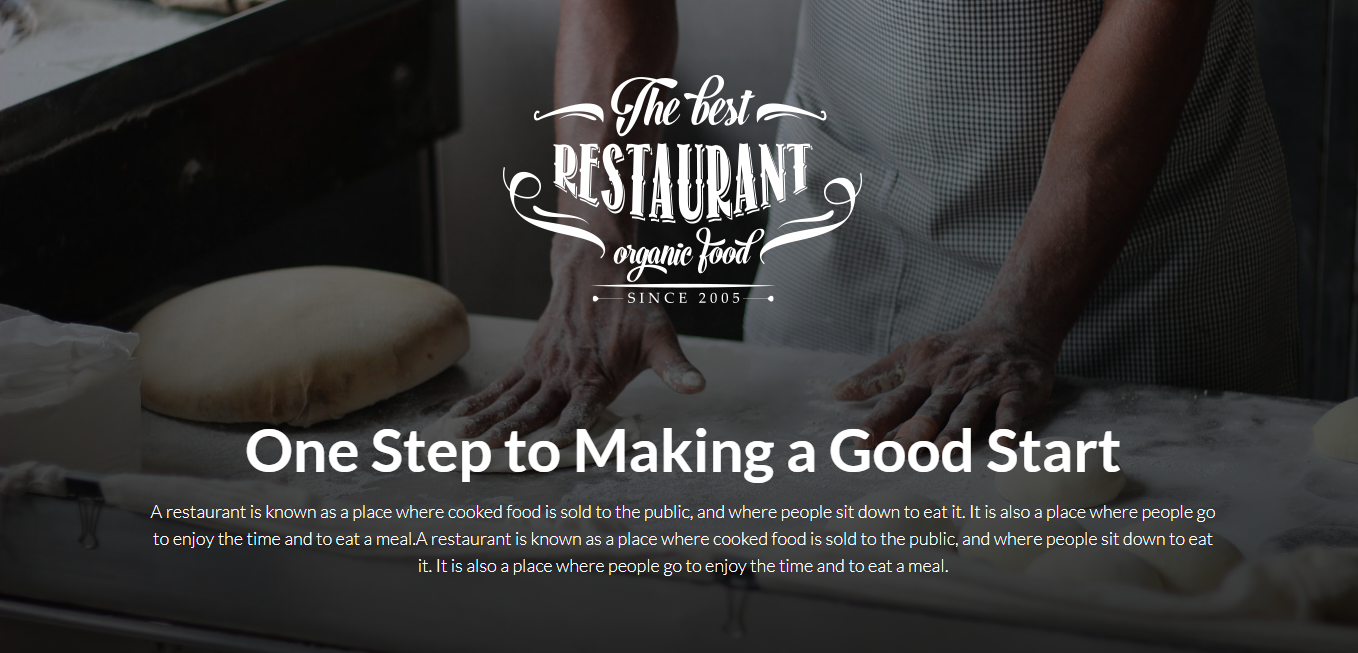 The best
RESTAURANT
organic food
SINCE 2005
One Step to Making a Good Start
A restaurant is known as a place where cooked food is sold to the public, and where people sit down to eat it. It is also a place where people go
to enjoy the time and to eat a meal.A restaurant is known as a place where cooked food is sold to the public, and where people sit down to eat
it. It is also a place where people go to enjoy the time and to eat a meal.